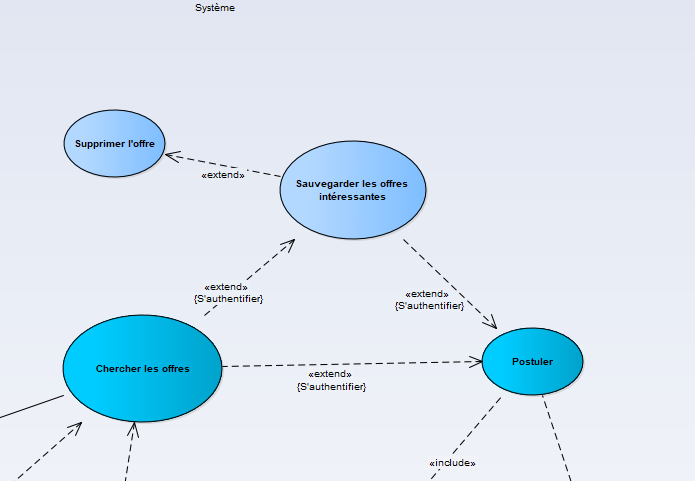 Système
Supprimer l'offre
«extend»
Sauvegarder les offres
intéressantes
«extend»
{S'authentifier}
«extend»
{S'authentifier}
Chercher les offres
«extend»
{S'authentifier}
Postuler
«include»